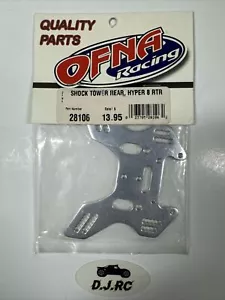 QUALITY
PARTS
OFNA
Racing
SHOCK TOWER REAR, HYPER 8 RTR
28106
13.95
D.J.RC